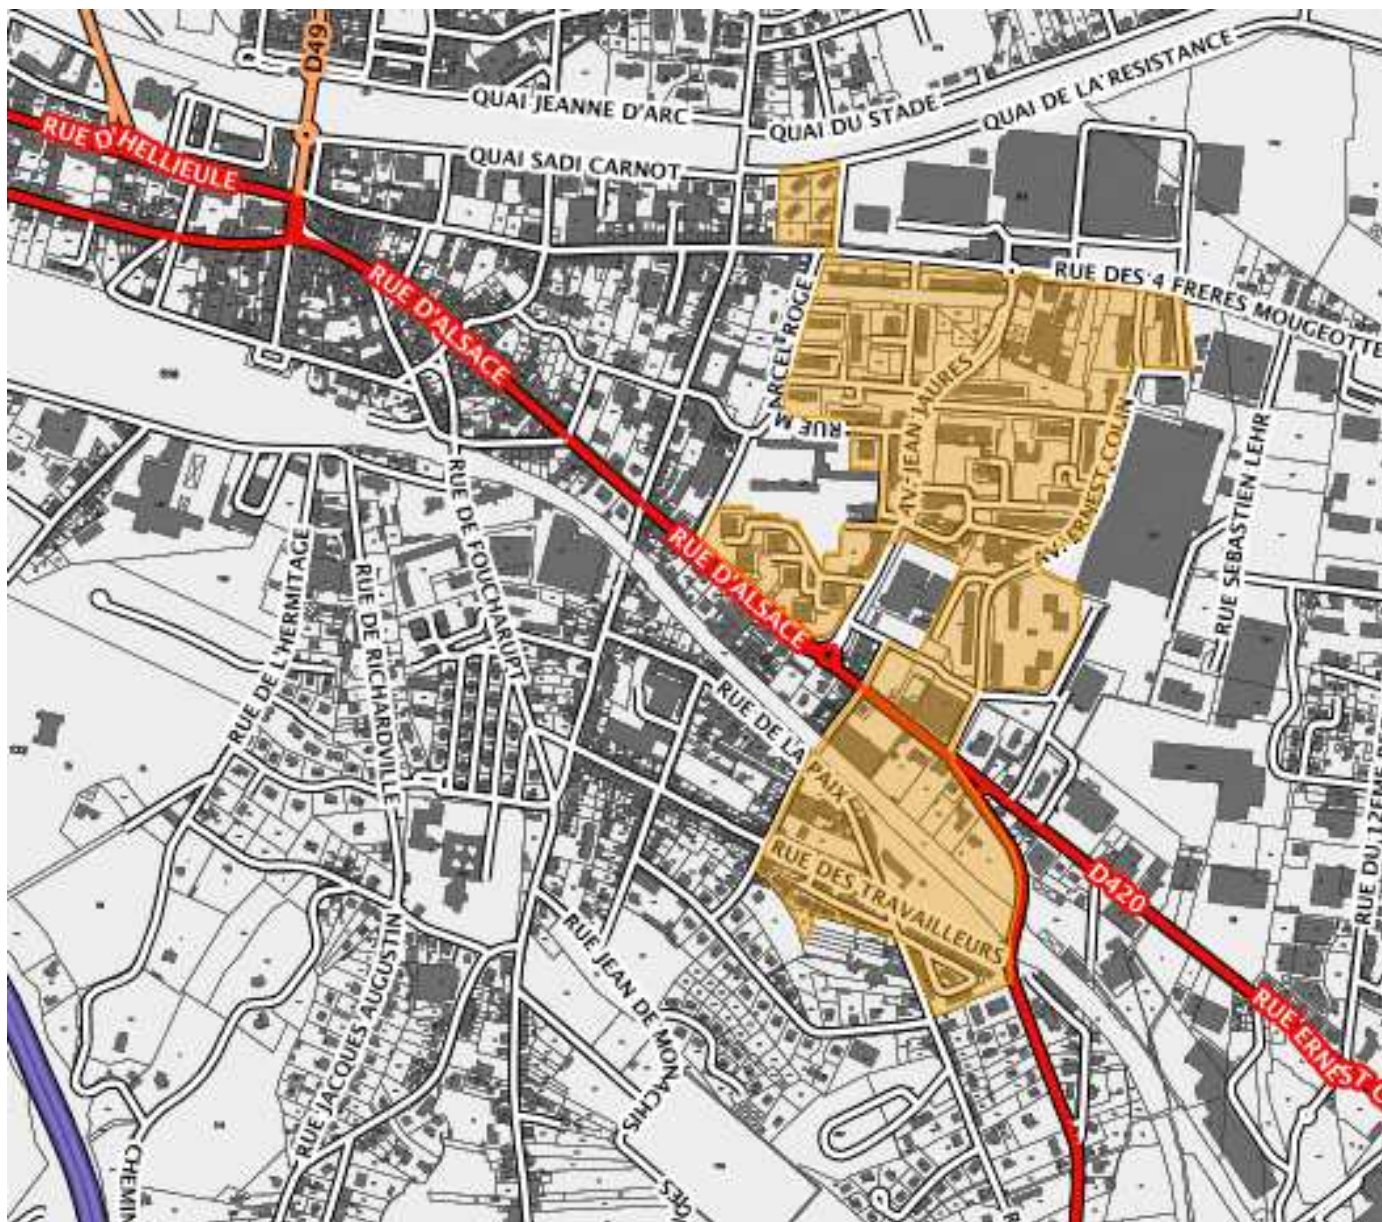 D49
QUAI JEANNE D'ARC
QUAI DU STADE
QUAI DE LA RESISTANCE
RUE D'HELLIEULE
QUAI SADI CARNOT
RUE D'ALSACE
RUE MARCEL ROGE
RUE DES 4 FRERES MOUGEOTTE
AV. JEAN JAURES
AV. ERNEST COLIN
RUE SEBASTIEN LEHR
RUE DE FOUCHARUPT
RUE DE L'HERMITAGE
RUE DE RICHARDVILLE
RUE D'ALSACE
RUE DE LA PAIX
RUE DES TRAVAILLEURS
D420
RUE DU 12EME RE
RUE JEAN DE MONACHIS
RUE JACQUES AUGUSTIN
RUE ERNEST C
CHEMIN